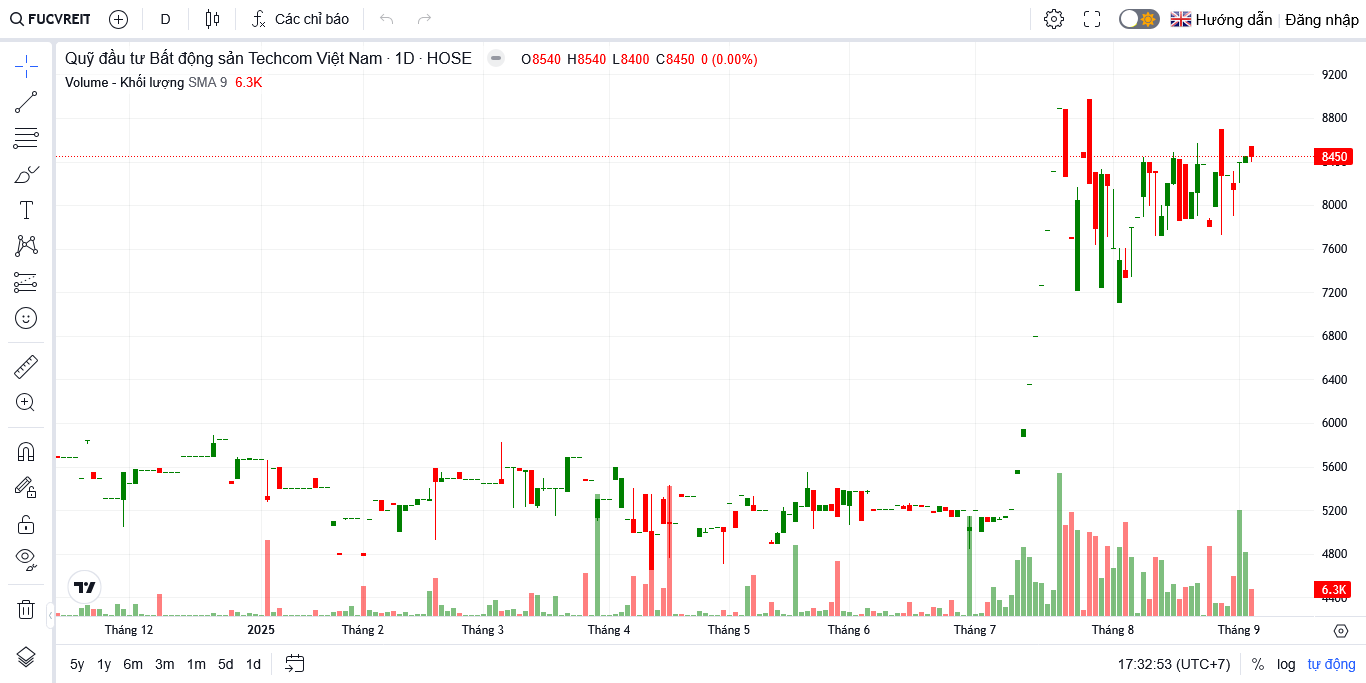 FUCVREIT D Các chỉ báo Hướng dẫn Đăng nhập
Quỹ đầu tư Bất động sản Techcom Việt Nam · 1D · HOSE O8540 H8540 L8400 C8450 0 (0.00%)
Volume - Khối lượng SMA 9 6.3K
9200
8800
8450
8000
7600
7200
6800
6400
6000
5600
5200
4800
6.3K
4400
Tháng 12 2025 Tháng 2 Tháng 3 Tháng 4 Tháng 5 Tháng 6 Tháng 7 Tháng 8 Tháng 9
5y 1y 6m 3m 1m 5d 1d 17:32:53 (UTC+7) % log tự động